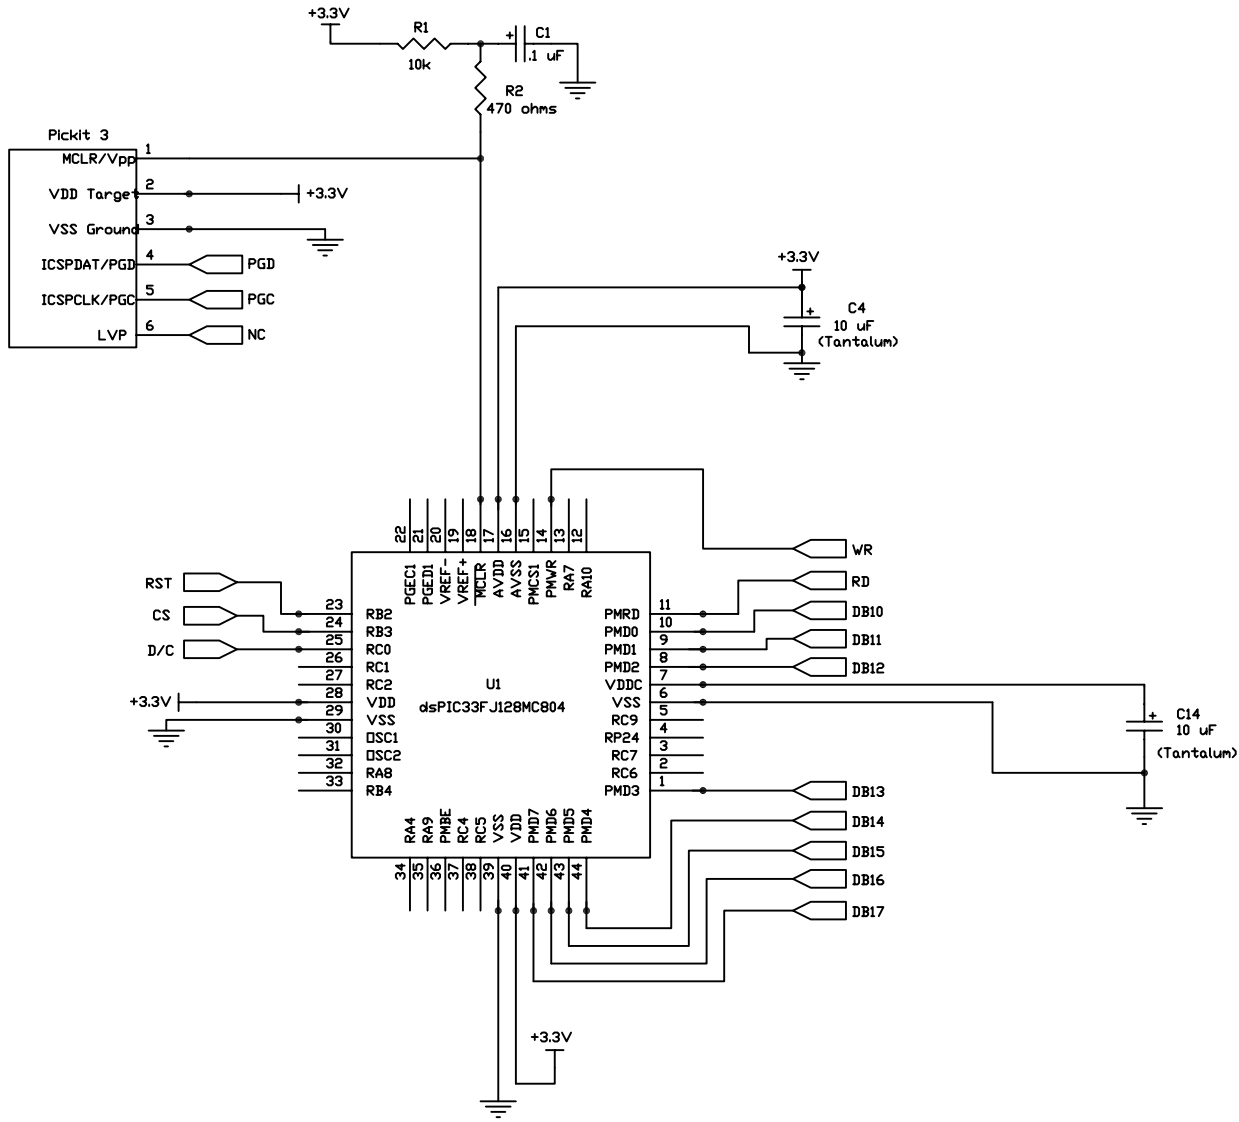 +3.3V
R1
10k
+
C1
.1 uF
R2
470 ohms
Pickit 3
MCLR/Vpp 1
VDD Target 2
+3.3V
VSS Ground 3
ICSPDAT/PGD 4
PGD
ICSPCLK/PGC 5
PGC
LVP 6
NC
+3.3V
+
C4
10 uF
(Tantalum)
22 21 20 19 18 17 16 15 14 13 12
PGEC1 PGED1 VREF- VREF+ MCLR AVDD AVSS PMCS1 PMWR RA7 RA10
WR
RD
DB10
DB11
DB12
RST
CS
D/C
23 RB2
24 RB3
25 RC0
26 RC1
27 RC2
+3.3V
28 VDD
29 VSS
30 OSC1
31 OSC2
32 RA8
33 RB4
U1
dsPIC33FJ128MC804
PMRD 11
PMD0 10
PMD1 9
PMD2 8
VDDC 7
VSS 6
RC9 5
RP24 4
RC7 3
RC6 2
PMD3 1
+
C14
10 uF
(Tantalum)
DB13
DB14
DB15
DB16
DB17
RA4 RA9 PMBE RC4 RC5 VSS VDD PMD7 PMD6 PMD5 PMD4
34 35 36 37 38 39 40 41 42 43 44
+3.3V